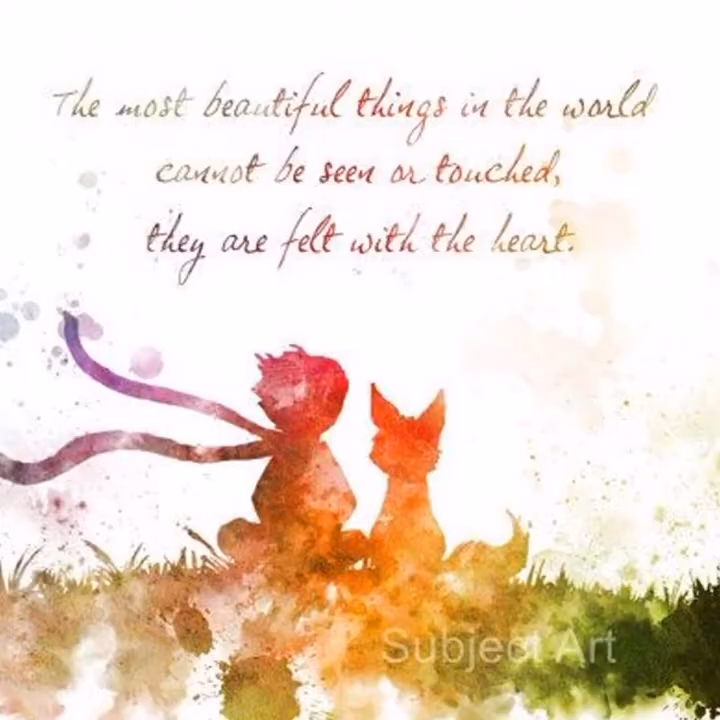 The most beautiful things in the world
cannot be seen or touched,
they are felt with the heart.
Subject Art